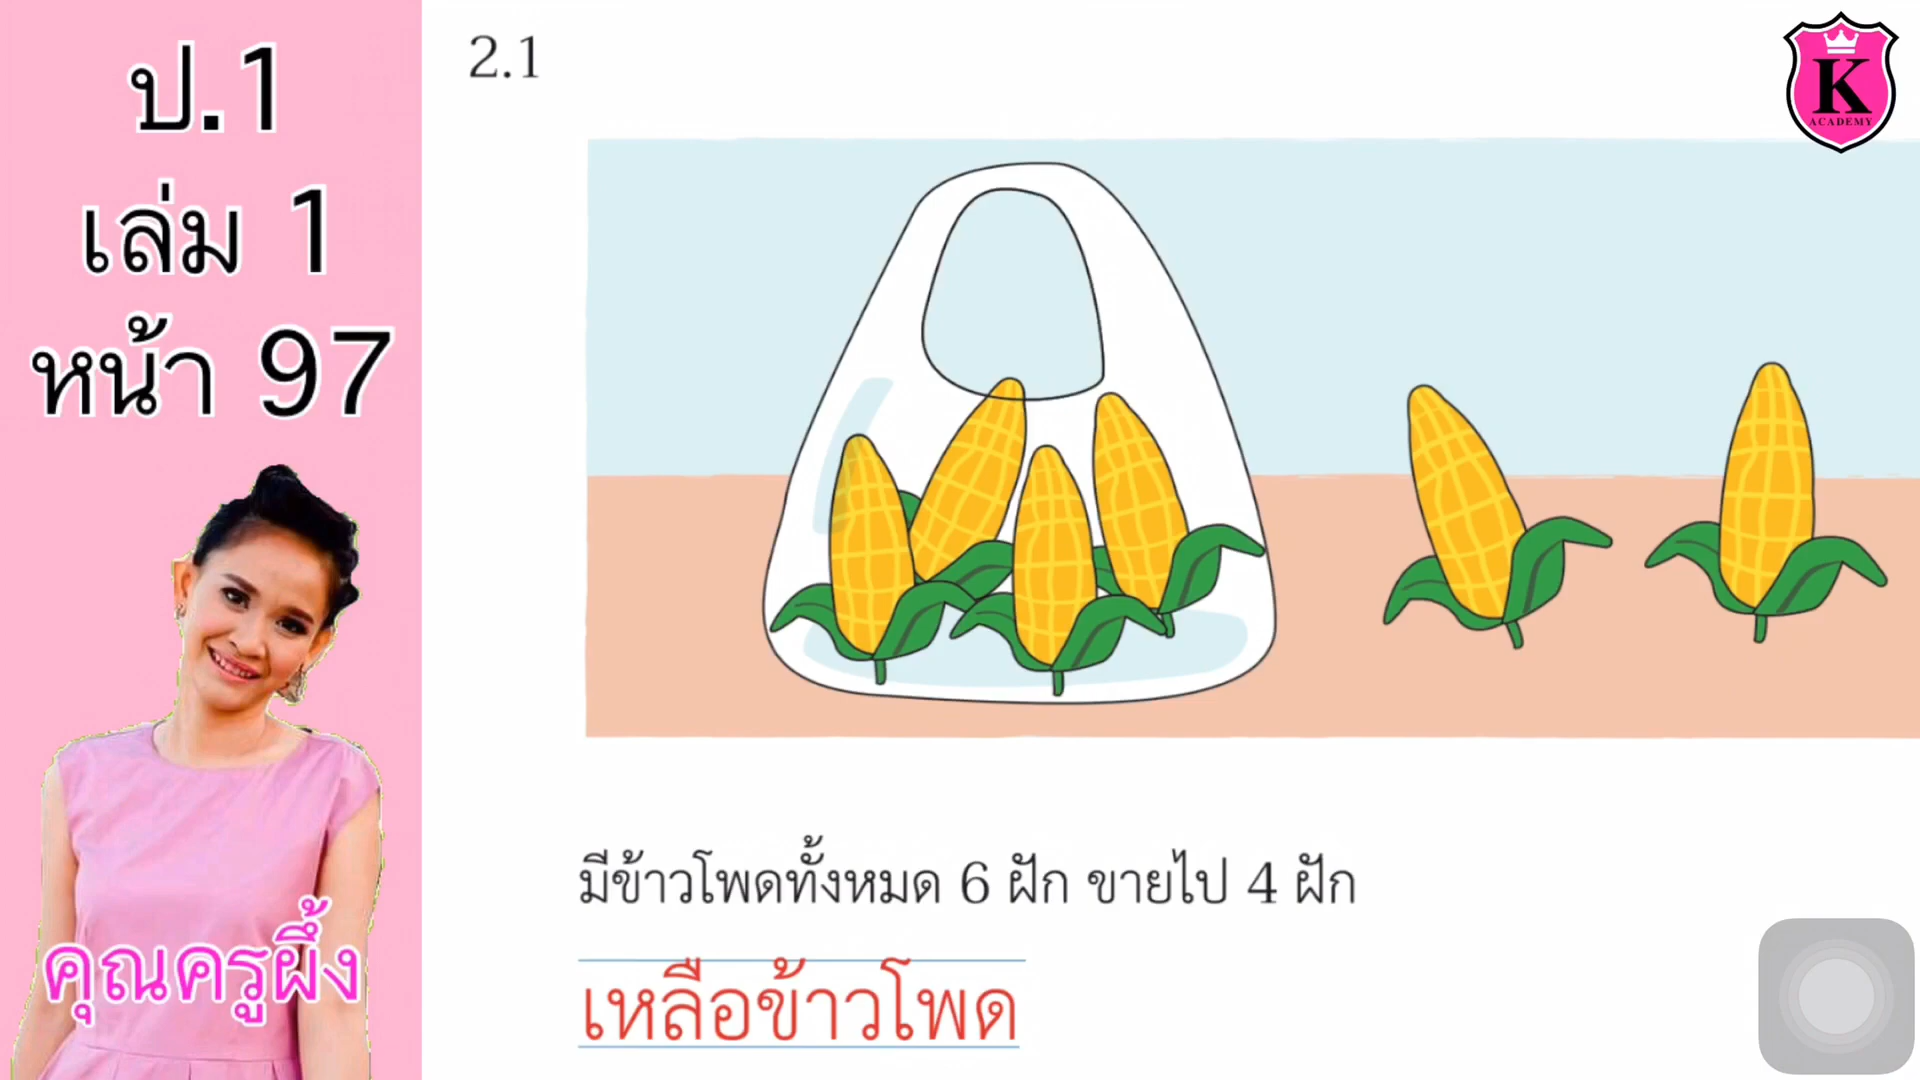 ป.1
เล่ม 1
หน้า 97
คุณครูผึ้ง
2.1
K
ACADEMY
มีข้าวโพดทั้งหมด 6 ฝัก ขายไป 4 ฝัก
เหลือข้าวโพด